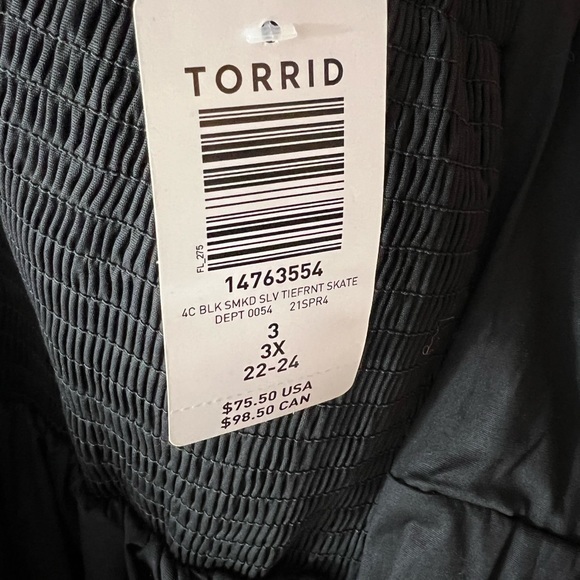 TORRID
FL_275
14763554
4C BLK SMKD SLV TIEFRNT SKATE
DEPT 0054 21SPR4
3
3X
22-24
$75.50 USA
$98.50 CAN